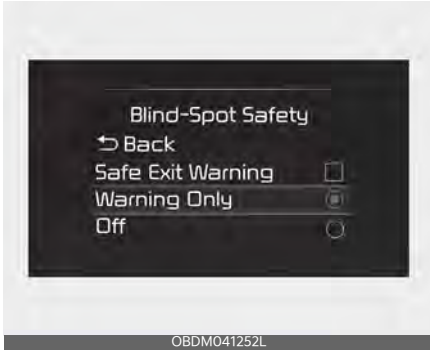 Blind-Spot Safety
Back
Safe Exit Warning
Warning Only
Off
OBDM041252L